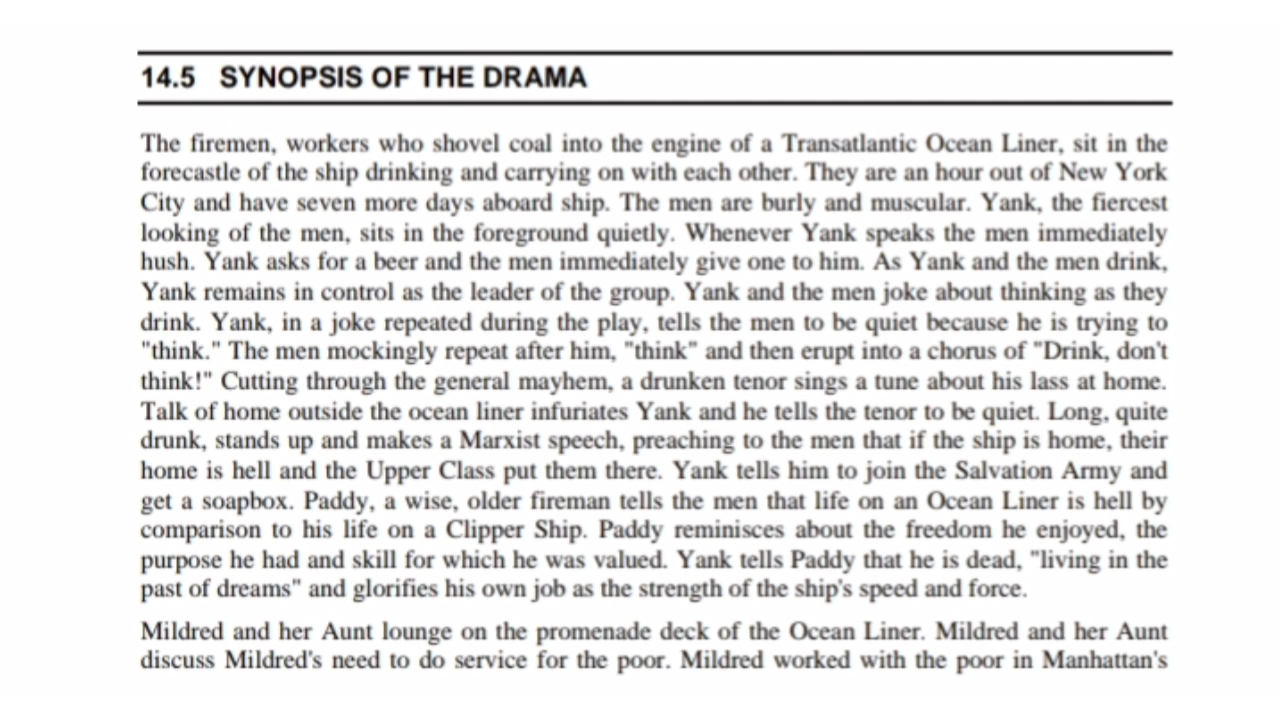 14.5 SYNOPSIS OF THE DRAMA
The firemen, workers who shovel coal into the engine of a Transatlantic Ocean Liner, sit in the
forecastle of the ship drinking and carrying on with each other. They are an hour out of New York
City and have seven more days aboard ship. The men are burly and muscular. Yank, the fiercest
looking of the men, sits in the foreground quietly. Whenever Yank speaks the men immediately
hush. Yank asks for a beer and the men immediately give one to him. As Yank and the men drink,
Yank remains in control as the leader of the group. Yank and the men joke about thinking as they
drink. Yank, in a joke repeated during the play, tells the men to be quiet because he is trying to
"think." The men mockingly repeat after him, "think" and then erupt into a chorus of "Drink, don't
think!" Cutting through the general mayhem, a drunken tenor sings a tune about his lass at home.
Talk of home outside the ocean liner infuriates Yank and he tells the tenor to be quiet. Long, quite
drunk, stands up and makes a Marxist speech, preaching to the men that if the ship is home, their
home is hell and the Upper Class put them there. Yank tells him to join the Salvation Army and
get a soapbox. Paddy, a wise, older fireman tells the men that life on an Ocean Liner is hell by
comparison to his life on a Clipper Ship. Paddy reminisces about the freedom he enjoyed, the
purpose he had and skill for which he was valued. Yank tells Paddy that he is dead, "living in the
past of dreams" and glorifies his own job as the strength of the ship's speed and force.
Mildred and her Aunt lounge on the promenade deck of the Ocean Liner. Mildred and her Aunt
discuss Mildred's need to do service for the poor. Mildred worked with the poor in Manhattan's